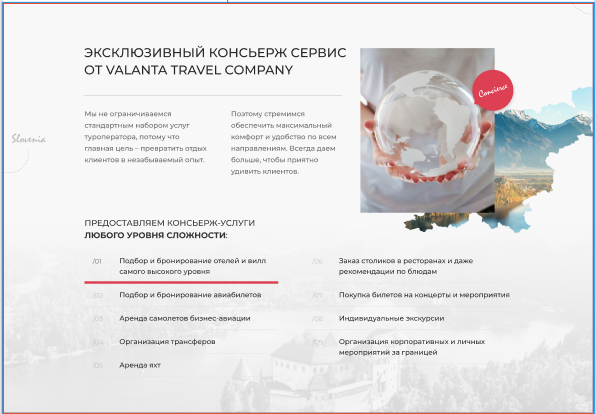 ЭКСКЛЮЗИВНЫЙ КОНСЬЕРЖ СЕРВИС
ОТ VALANTA TRAVEL COMPANY
Concierce
Мы не ограничиваемся
стандартным набором услуг
туроператора, потому что
главная цель – превратить отдых
клиентов в незабываемый опыт.
Поэтому стремимся
обеспечить максимальный
комфорт и удобство по всем
направлениям. Всегда даем
больше, чтобы приятно
удивить клиентов.
Slovenia
ПРЕДОСТАВЛЯЕМ КОНСЬЕРЖ-УСЛУГИ
ЛЮБОГО УРОВНЯ СЛОЖНОСТИ:
/01 Подбор и бронирование отелей и вилл
самого высокого уровня
/02 Подбор и бронирование авиабилетов
/03 Аренда самолетов бизнес-авиации
/04 Организация трансферов
/05 Аренда яхт
/06 Заказ столиков в ресторанах и даже
рекомендации по блюдам
/07 Покупка билетов на концерты и мероприятия
/08 Индивидуальные экскурсии
/09 Организация корпоративных и личных
мероприятий за границей